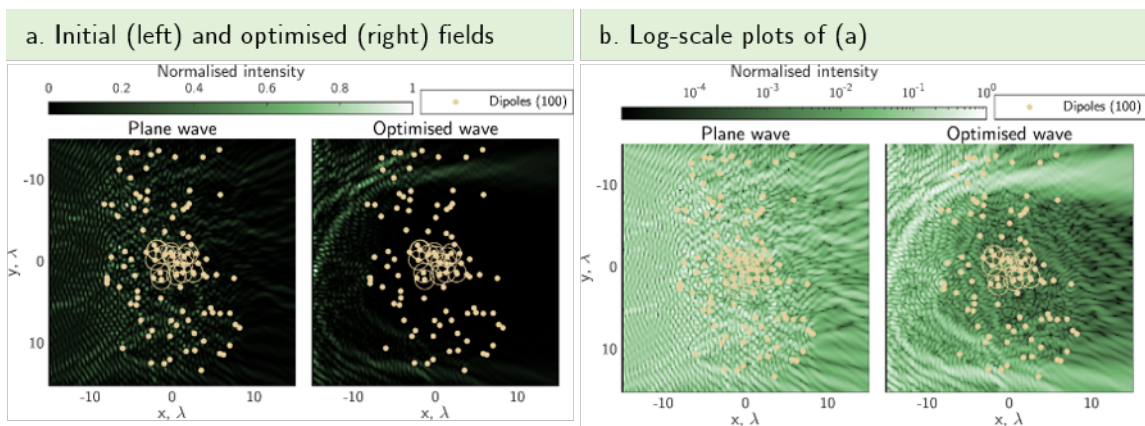 a. Initial (left) and optimised (right) fields
Normalised intensity
0 0.2 0.4 0.6 0.8 1
Dipoles (100)
Plane wave
Optimised wave
-10
0
10
y, λ
-10 0 10
x, λ
-10 0 10
x, λ
b. Log-scale plots of (a)
Normalised intensity
10⁻⁴ 10⁻³ 10⁻² 10⁻¹ 10⁰
Dipoles (100)
Plane wave
Optimised wave
-10
0
10
y, λ
-10 0 10
x, λ
-10 0 10
x, λ